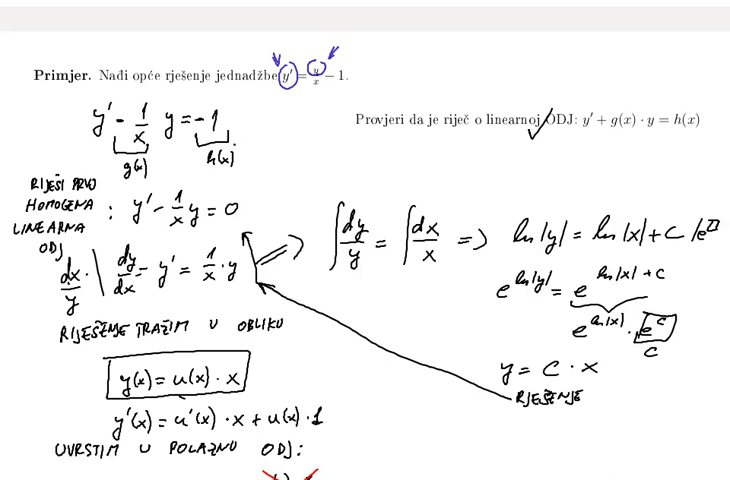 Primjer. Nađi opće rješenje jednadžbe y' = y/x − 1.
Provjeri da je riječ o linearnoj ODJ: y' + g(x) · y = h(x)
y' - 1/x y = -1
g(x) h(x)
RIJEŠI PRVO
HOMOGENA
LINEARNA
ODJ
: y' - 1/x y = 0
dx/y · \ dy/dx = y' = 1/x · y
=> ∫ dy/y = ∫ dx/x => ln|y| = ln|x| + C /e^□
e^ln|y| = e^ln|x|+C
e^ln|x| · e^C
C
y = C · x
RJEŠENJE
RJEŠENJE TRAŽIM U OBLIKU
y(x) = u(x) · x
y'(x) = u'(x) · x + u(x) · 1
UVRSTIM U POLAZNU ODJ: